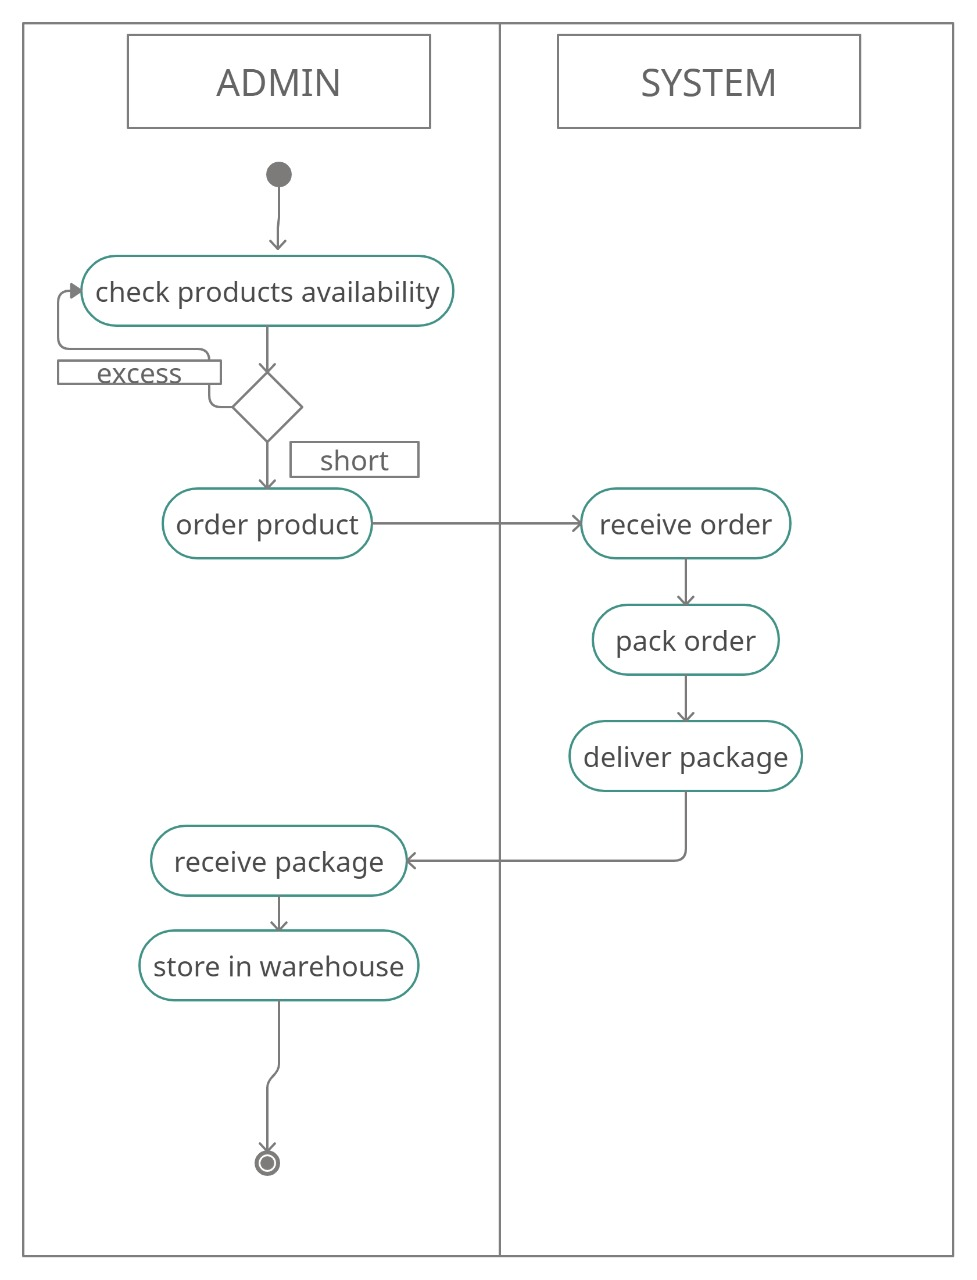 ADMIN
SYSTEM
check products availability
excess
short
order product
receive order
pack order
deliver package
receive package
store in warehouse